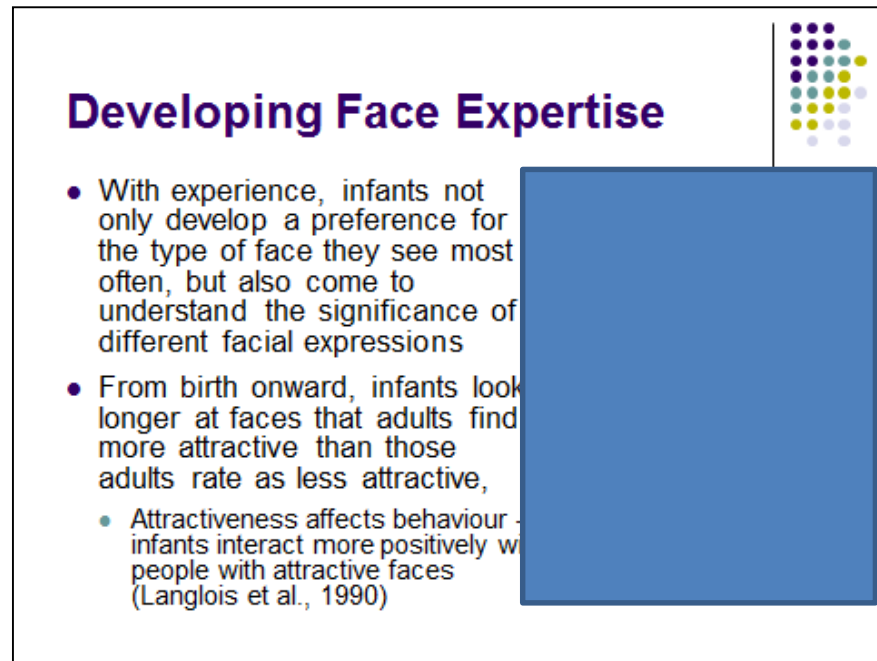 Developing Face Expertise
With experience, infants not
only develop a preference for
the type of face they see most
often, but also come to
understand the significance of
different facial expressions
From birth onward, infants look
longer at faces that adults find
more attractive than those
adults rate as less attractive,
Attractiveness affects behaviour -
infants interact more positively
people with attractive faces
(Langlois et al., 1990)